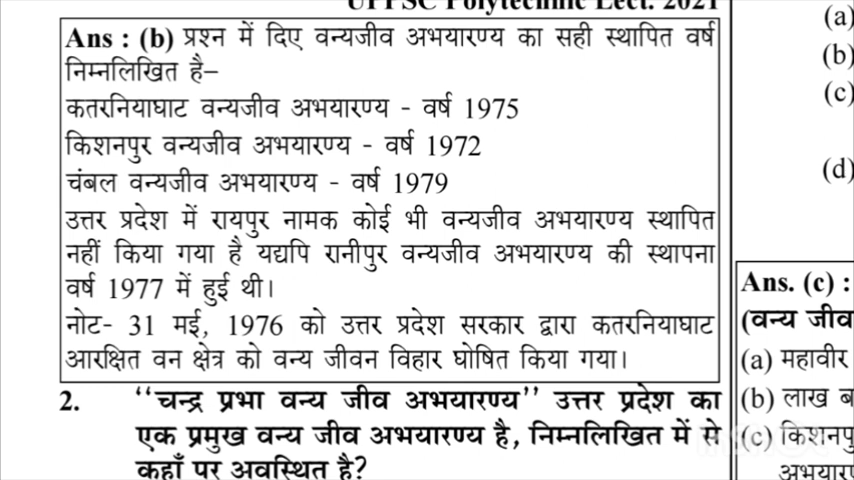 UPPSC Polytechnic Lect. 2021
Ans : (b) प्रश्न में दिए वन्यजीव अभयारण्य का सही स्थापित वर्ष
निम्नलिखित है–
कतरनियाघाट वन्यजीव अभयारण्य - वर्ष 1975
किशनपुर वन्यजीव अभयारण्य - वर्ष 1972
चंबल वन्यजीव अभयारण्य - वर्ष 1979
उत्तर प्रदेश में रायपुर नामक कोई भी वन्यजीव अभयारण्य स्थापित
नहीं किया गया है यद्यपि रानीपुर वन्यजीव अभयारण्य की स्थापना
वर्ष 1977 में हुई थी।
नोट- 31 मई, 1976 को उत्तर प्रदेश सरकार द्वारा कतरनियाघाट
आरक्षित वन क्षेत्र को वन्य जीवन विहार घोषित किया गया।
2. ‘‘चन्द्र प्रभा वन्य जीव अभयारण्य’’ उत्तर प्रदेश का
एक प्रमुख वन्य जीव अभयारण्य है, निम्नलिखित में से
कहाँ पर अवस्थित है?
(a)
(b)
(c)
(d)
Ans. (c) :
(वन्य जीव
(a) महावीर
(b) लाख ब
(c) किशनपु
अभयार